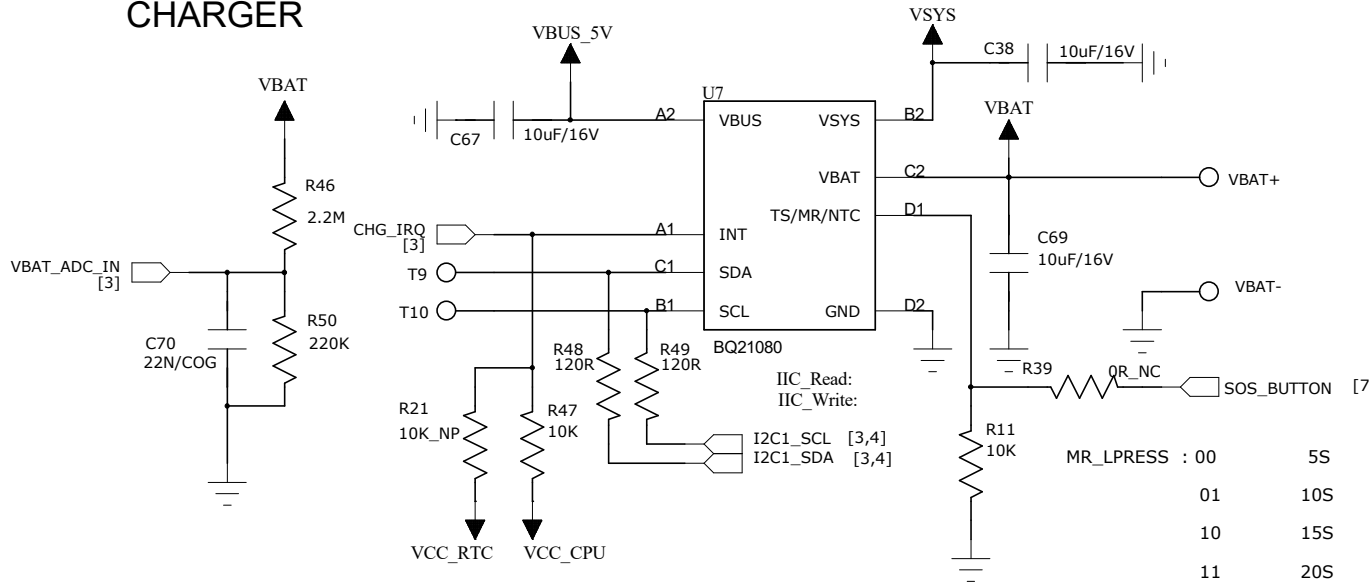 CHARGER
VBAT
R46
2.2M
VBAT_ADC_IN
[3]
C70
22N/COG
R50
220K
VBUS_5V
C67
10uF/16V
VSYS
C38
10uF/16V
U7
A2
VBUS
VSYS
B2
VBAT
VBAT
C2
VBAT+
TS/MR/NTC
D1
CHG_IRQ
[3]
A1
INT
T9
C1
SDA
T10
B1
SCL
GND
D2
BQ21080
C69
10uF/16V
VBAT-
R48
120R
R49
120R
IIC_Read:
IIC_Write:
R39
0R_NC
SOS_BUTTON [7
R21
10K_NP
R47
10K
I2C1_SCL [3,4]
I2C1_SDA [3,4]
R11
10K
VCC_RTC
VCC_CPU
MR_LPRESS : 00 5S
01 10S
10 15S
11 20S